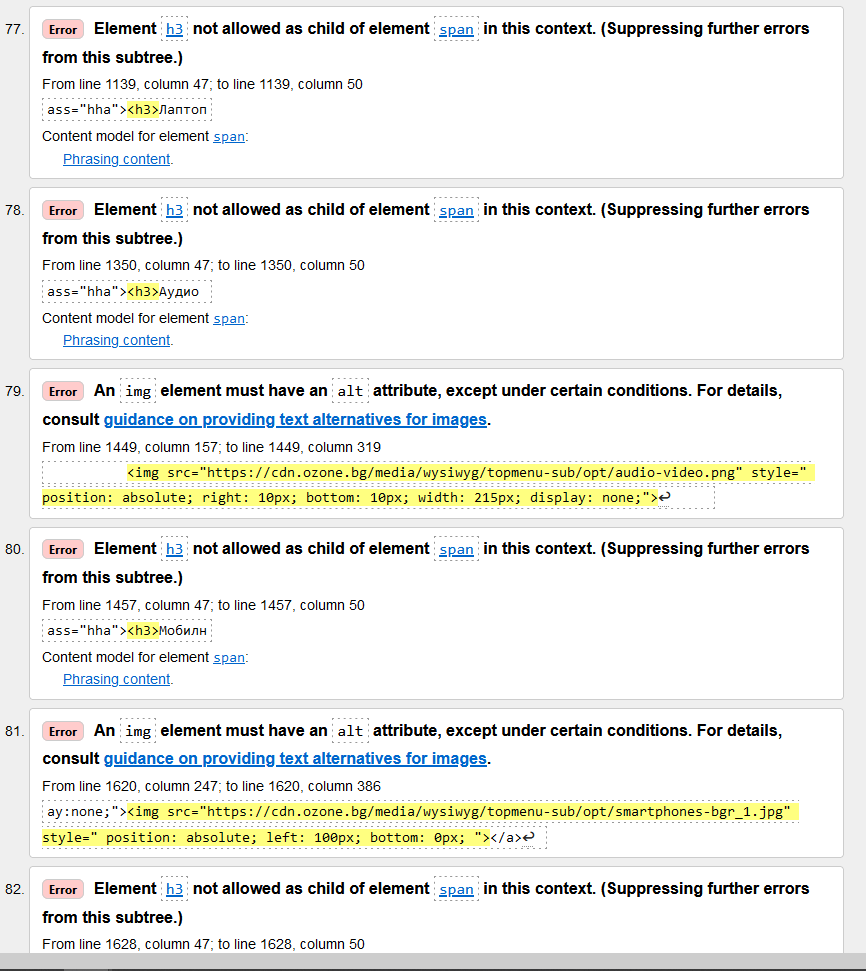 77. Error Element h3 not allowed as child of element span in this context. (Suppressing further errors
from this subtree.)
From line 1139, column 47; to line 1139, column 50
ass="hha"><h3>Лаптоп
Content model for element span:
Phrasing content.
78. Error Element h3 not allowed as child of element span in this context. (Suppressing further errors
from this subtree.)
From line 1350, column 47; to line 1350, column 50
ass="hha"><h3>Аудио
Content model for element span:
Phrasing content.
79. Error An img element must have an alt attribute, except under certain conditions. For details,
consult guidance on providing text alternatives for images.
From line 1449, column 157; to line 1449, column 319
<img src="https://cdn.ozone.bg/media/wysiwyg/topmenu-sub/opt/audio-video.png" style="
position: absolute; right: 10px; bottom: 10px; width: 215px; display: none;">↩
80. Error Element h3 not allowed as child of element span in this context. (Suppressing further errors
from this subtree.)
From line 1457, column 47; to line 1457, column 50
ass="hha"><h3>Мобилн
Content model for element span:
Phrasing content.
81. Error An img element must have an alt attribute, except under certain conditions. For details,
consult guidance on providing text alternatives for images.
From line 1620, column 247; to line 1620, column 386
ay:none;"><img src="https://cdn.ozone.bg/media/wysiwyg/topmenu-sub/opt/smartphones-bgr_1.jpg"
style=" position: absolute; left: 100px; bottom: 0px; "></a>↩
82. Error Element h3 not allowed as child of element span in this context. (Suppressing further errors
from this subtree.)
From line 1628, column 47; to line 1628, column 50